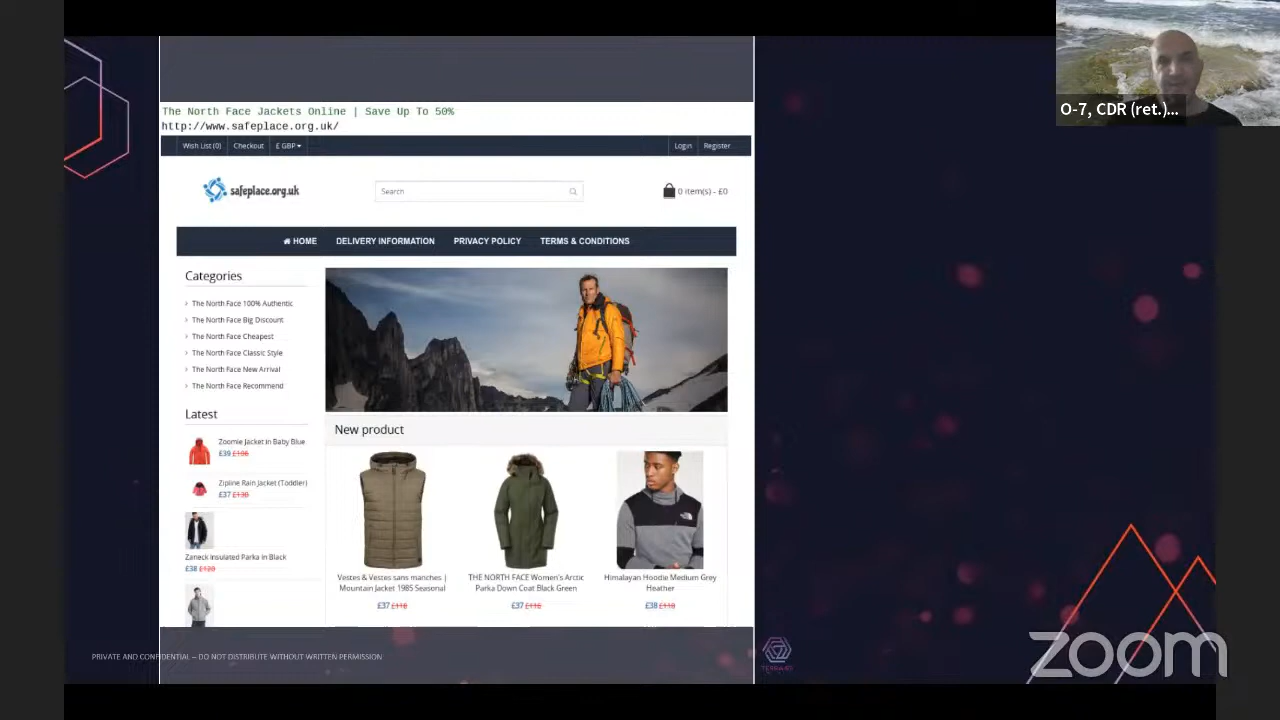 O-7, CDR (ret.)...
The North Face Jackets Online | Save Up To 50%
http://www.safeplace.org.uk/
Wish List (0) Checkout £ GBP Login Register
safeplace.org.uk Search 0 item(s) - £0
HOME DELIVERY INFORMATION PRIVACY POLICY TERMS & CONDITIONS
Categories
The North Face 100% Authentic
The North Face Big Discount
The North Face Cheapest
The North Face Classic Style
The North Face New Arrival
The North Face Recommend
Latest
Zoomie Jacket in Baby Blue
£39
Zipline Rain Jacket (Toddler)
£37 £130
Zaneck Insulated Parka in Black
£38 £120
New product
Vestes & Vestes sans manches |
Mountain Jacket 1985 Seasonal
£37 £118
THE NORTH FACE Women's Arctic
Parka Down Coat Black Green
£37 £116
Himalayan Hoodie Medium Grey
Heather
£38 £118
PRIVATE AND CONFIDENTIAL – DO NOT DISTRIBUTE WITHOUT WRITTEN PERMISSION
zoom